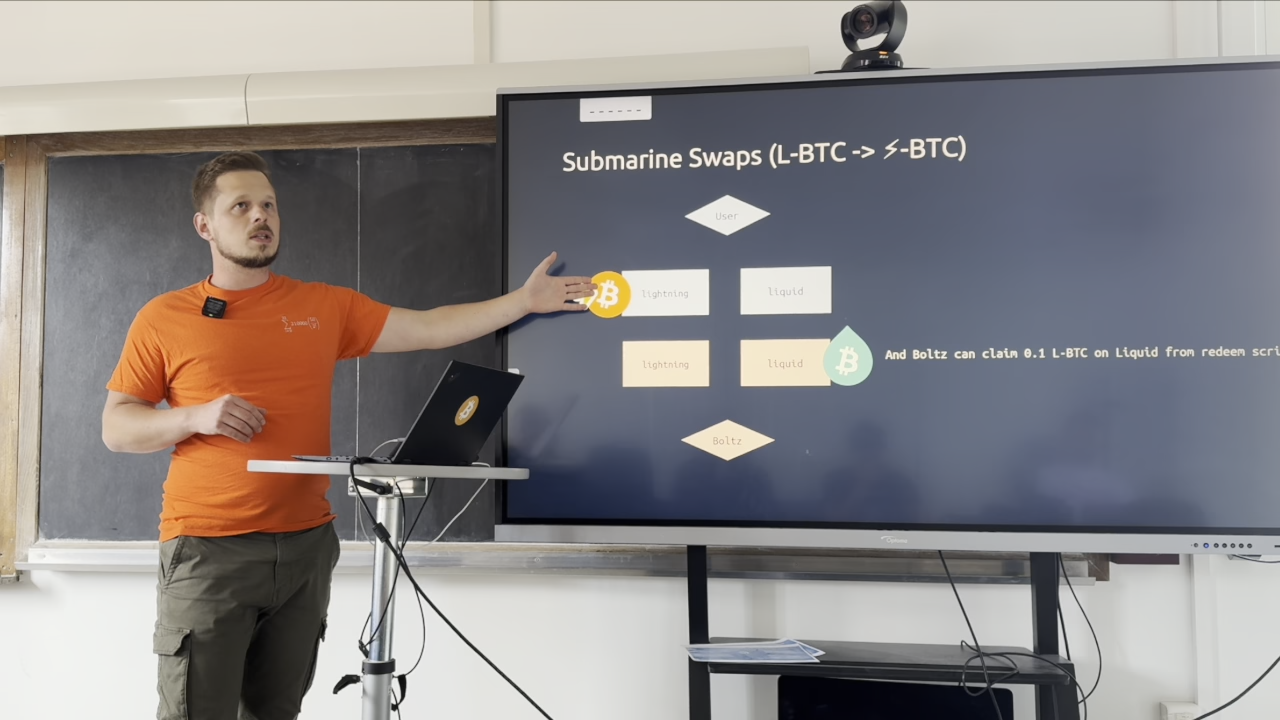 Submarine Swaps (L-BTC -> ⚡-BTC)
User
lightning
liquid
lightning
liquid
And Boltz can claim 0.1 L-BTC on Liquid from redeem scri
Boltz
Optoma